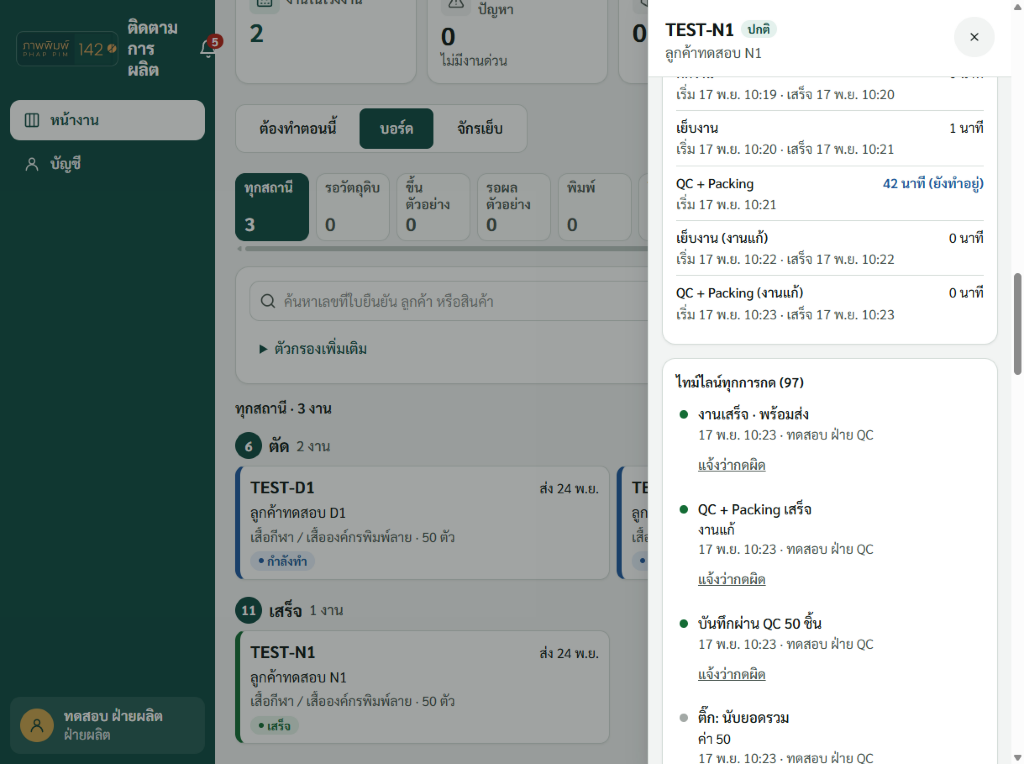 ภาพพิมพ์ 142
PHAP PIM
ติดตาม
การ
ผลิต
5
หน้างาน
บัญชี
ทดสอบ ฝ่ายผลิต
ฝ่ายผลิต
2
ปัญหา
0
ไม่มีงานด่วน
0
ต้องทำตอนนี้
บอร์ด
จักรเย็บ
ทุกสถานี
3
รอวัตถุดิบ
0
ขึ้น
ตัวอย่าง
0
รอผล
ตัวอย่าง
0
พิมพ์
0
ค้นหาเลขที่ใบยืนยัน ลูกค้า หรือสินค้า
ตัวกรองเพิ่มเติม
ทุกสถานี · 3 งาน
6 ตัด 2 งาน
TEST-D1 ส่ง 24 พ.ย.
ลูกค้าทดสอบ D1
เสื้อกีฬา / เสื้อองค์กรพิมพ์ลาย · 50 ตัว
กำลังทำ
11 เสร็จ 1 งาน
TEST-N1 ส่ง 24 พ.ย.
ลูกค้าทดสอบ N1
เสื้อกีฬา / เสื้อองค์กรพิมพ์ลาย · 50 ตัว
เสร็จ
TEST-N1 ปกติ
ลูกค้าทดสอบ N1
×
เริ่ม 17 พ.ย. 10:19 · เสร็จ 17 พ.ย. 10:20
เย็บงาน 1 นาที
เริ่ม 17 พ.ย. 10:20 · เสร็จ 17 พ.ย. 10:21
QC + Packing 42 นาที (ยังทำอยู่)
เริ่ม 17 พ.ย. 10:21
เย็บงาน (งานแก้) 0 นาที
เริ่ม 17 พ.ย. 10:22 · เสร็จ 17 พ.ย. 10:22
QC + Packing (งานแก้) 0 นาที
เริ่ม 17 พ.ย. 10:23 · เสร็จ 17 พ.ย. 10:23
ไทม์ไลน์ทุกการกด (97)
งานเสร็จ · พร้อมส่ง
17 พ.ย. 10:23 · ทดสอบ ฝ่าย QC
แจ้งว่ากดผิด
QC + Packing เสร็จ
งานแก้
17 พ.ย. 10:23 · ทดสอบ ฝ่าย QC
แจ้งว่ากดผิด
บันทึกผ่าน QC 50 ชิ้น
17 พ.ย. 10:23 · ทดสอบ ฝ่าย QC
แจ้งว่ากดผิด
ติ๊ก: นับยอดรวม
ค่า 50
17 พ.ย. 10:23 · ทดสอบ ฝ่าย QC